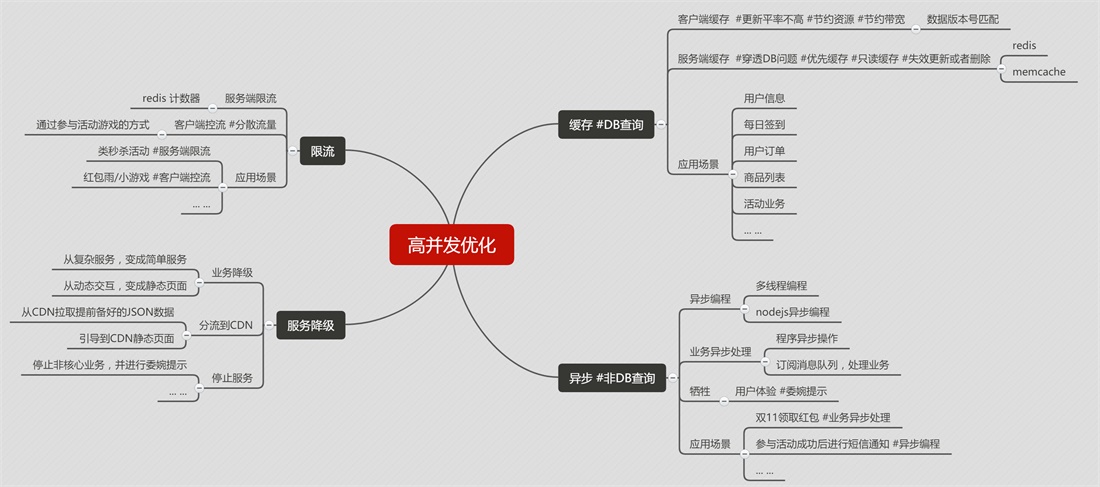 高并发优化
缓存 #DB查询
客户端缓存 #更新平率不高 #节约资源 #节约带宽
数据版本号匹配
服务端缓存 #穿透DB问题 #优先缓存 #只读缓存 #失效更新或者删除
redis
memcache
应用场景
用户信息
每日签到
用户订单
商品列表
活动业务
... ...
异步 #非DB查询
异步编程
多线程编程
nodejs异步编程
业务异步处理
程序异步操作
订阅消息队列，处理业务
牺牲
用户体验 #委婉提示
应用场景
双11领取红包 #业务异步处理
参与活动成功后进行短信通知 #异步编程
... ...
限流
服务端限流
redis 计数器
客户端控流 #分散流量
通过参与活动游戏的方式
应用场景
类秒杀活动 #服务端限流
红包雨/小游戏 #客户端控流
... ...
服务降级
业务降级
从复杂服务，变成简单服务
从动态交互，变成静态页面
分流到CDN
从CDN拉取提前备好的JSON数据
引导到CDN静态页面
停止服务
停止非核心业务，并进行委婉提示
... ...